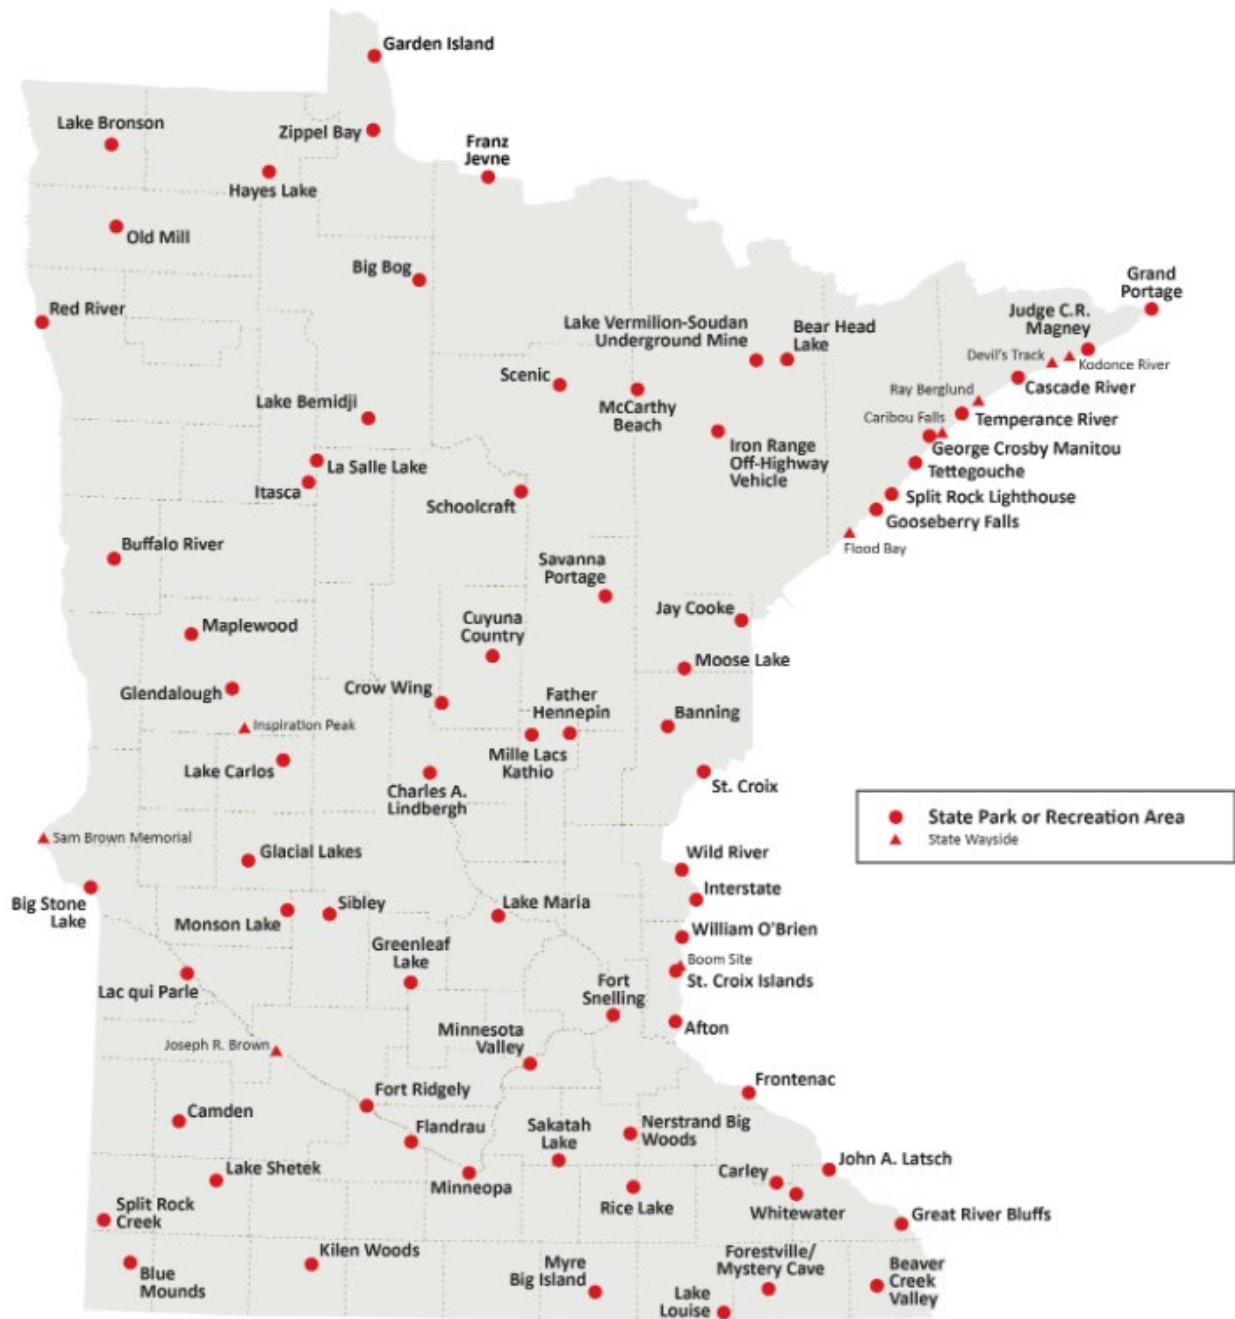 Garden Island
Lake Bronson
Zippel Bay
Franz
Jevne
Hayes Lake
Old Mill
Big Bog
Grand
Portage
Red River
Judge C.R.
Magney
Lake Vermilion-Soudan
Underground Mine
Bear Head
Lake
Devil's Track
Kodonce River
Scenic
Cascade River
Ray Berglund
McCarthy
Beach
Lake Bemidji
Caribou Falls
Temperance River
Iron Range
Off-Highway
Vehicle
George Crosby Manitou
La Salle Lake
Tettegouche
Itasca
Split Rock Lighthouse
Schoolcraft
Gooseberry Falls
Buffalo River
Flood Bay
Savanna
Portage
Jay Cooke
Maplewood
Cuyuna
Country
Moose Lake
Glendalough
Crow Wing
Father
Hennepin
Banning
Inspiration Peak
Mille Lacs
Kathio
Lake Carlos
Charles A.
Lindbergh
St. Croix
State Park or Recreation Area
State Wayside
Sam Brown Memorial
Glacial Lakes
Wild River
Big Stone
Lake
Interstate
Monson Lake
Sibley
Lake Maria
William O'Brien
Greenleaf
Lake
Boom Site
St. Croix Islands
Lac qui Parle
Fort
Snelling
Afton
Minnesota
Valley
Joseph R. Brown
Frontenac
Fort Ridgely
Camden
Flandrau
Sakatah
Lake
Nerstrand Big
Woods
John A. Latsch
Lake Shetek
Minneopa
Carley
Split Rock
Creek
Rice Lake
Whitewater
Great River Bluffs
Kilen Woods
Blue
Mounds
Myre
Big Island
Forestville/
Mystery Cave
Beaver
Creek
Valley
Lake
Louise